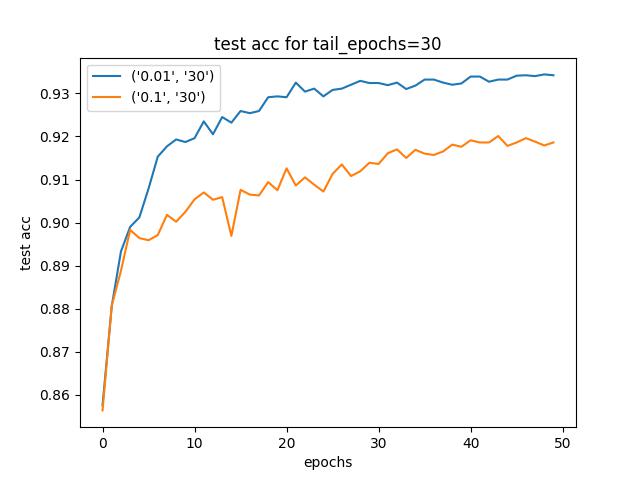 test acc for tail_epochs=30
('0.01', '30')
('0.1', '30')
test acc
0.93
0.92
0.91
0.90
0.89
0.88
0.87
0.86
0 10 20 30 40 50
epochs